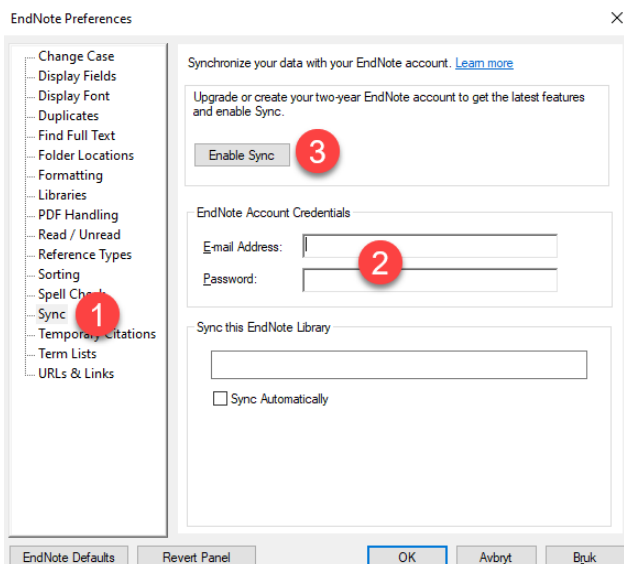 EndNote Preferences
Change Case
Display Fields
Display Font
Duplicates
Find Full Text
Folder Locations
Formatting
Libraries
PDF Handling
Read / Unread
Reference Types
Sorting
Spell Check
Sync
Temporary Citations
Term Lists
URLs & Links
1
Synchronize your data with your EndNote account. Learn more
Upgrade or create your two-year EndNote account to get the latest features
and enable Sync.
Enable Sync
3
EndNote Account Credentials
E-mail Address:
Password:
2
Sync this EndNote Library
Sync Automatically
EndNote Defaults
Revert Panel
OK
Avbryt
Bruk